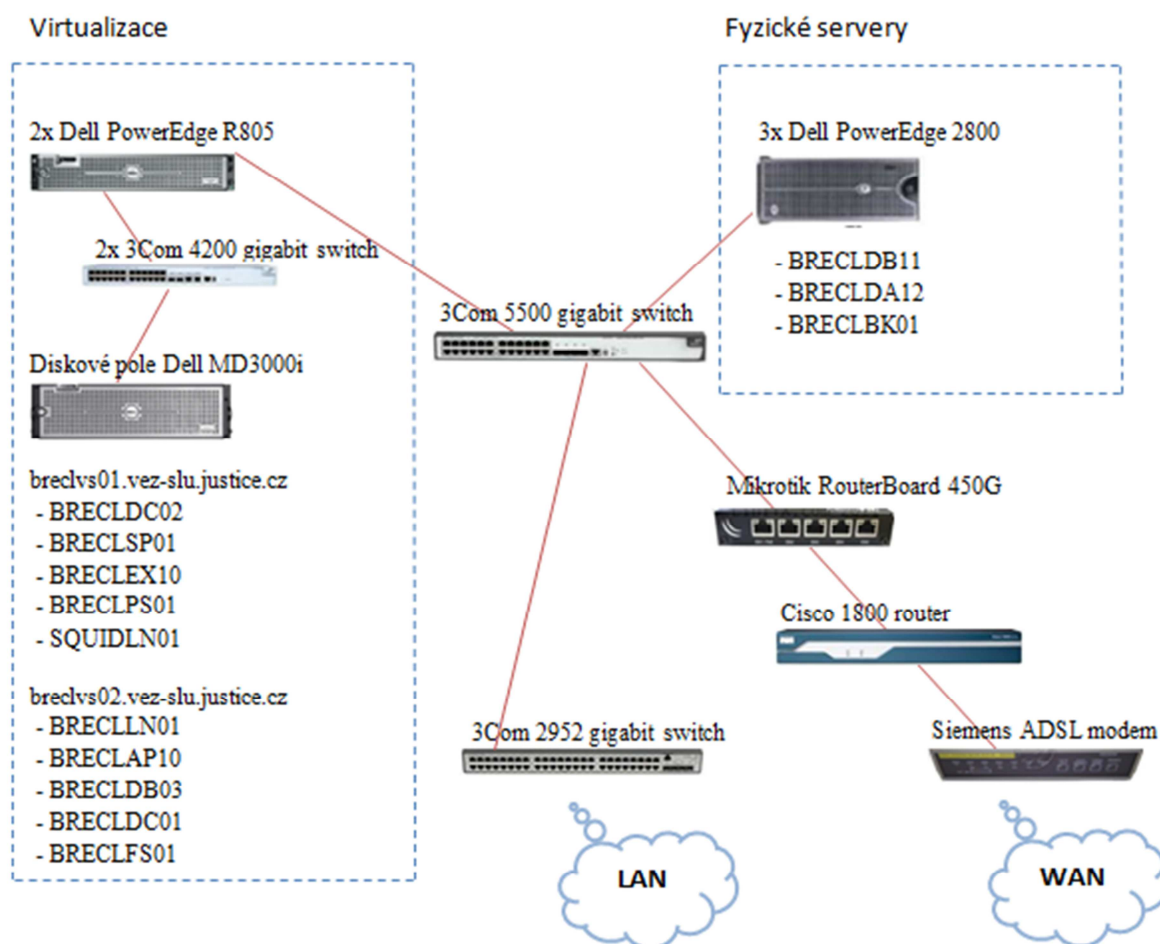 Virtualizace
2x Dell PowerEdge R805
2x 3Com 4200 gigabit switch
Diskové pole Dell MD3000i
breclvs01.vez-slu.justice.cz
- BRECLDC02
- BRECLSP01
- BRECLEX10
- BRECLPS01
- SQUIDLN01
breclvs02.vez-slu.justice.cz
- BRECLLN01
- BRECLAP10
- BRECLDB03
- BRECLDC01
- BRECLFS01
Fyzické servery
3x Dell PowerEdge 2800
- BRECLDB11
- BRECLDA12
- BRECLBK01
3Com 5500 gigabit switch
Mikrotik RouterBoard 450G
Cisco 1800 router
3Com 2952 gigabit switch
Siemens ADSL modem
LAN
WAN